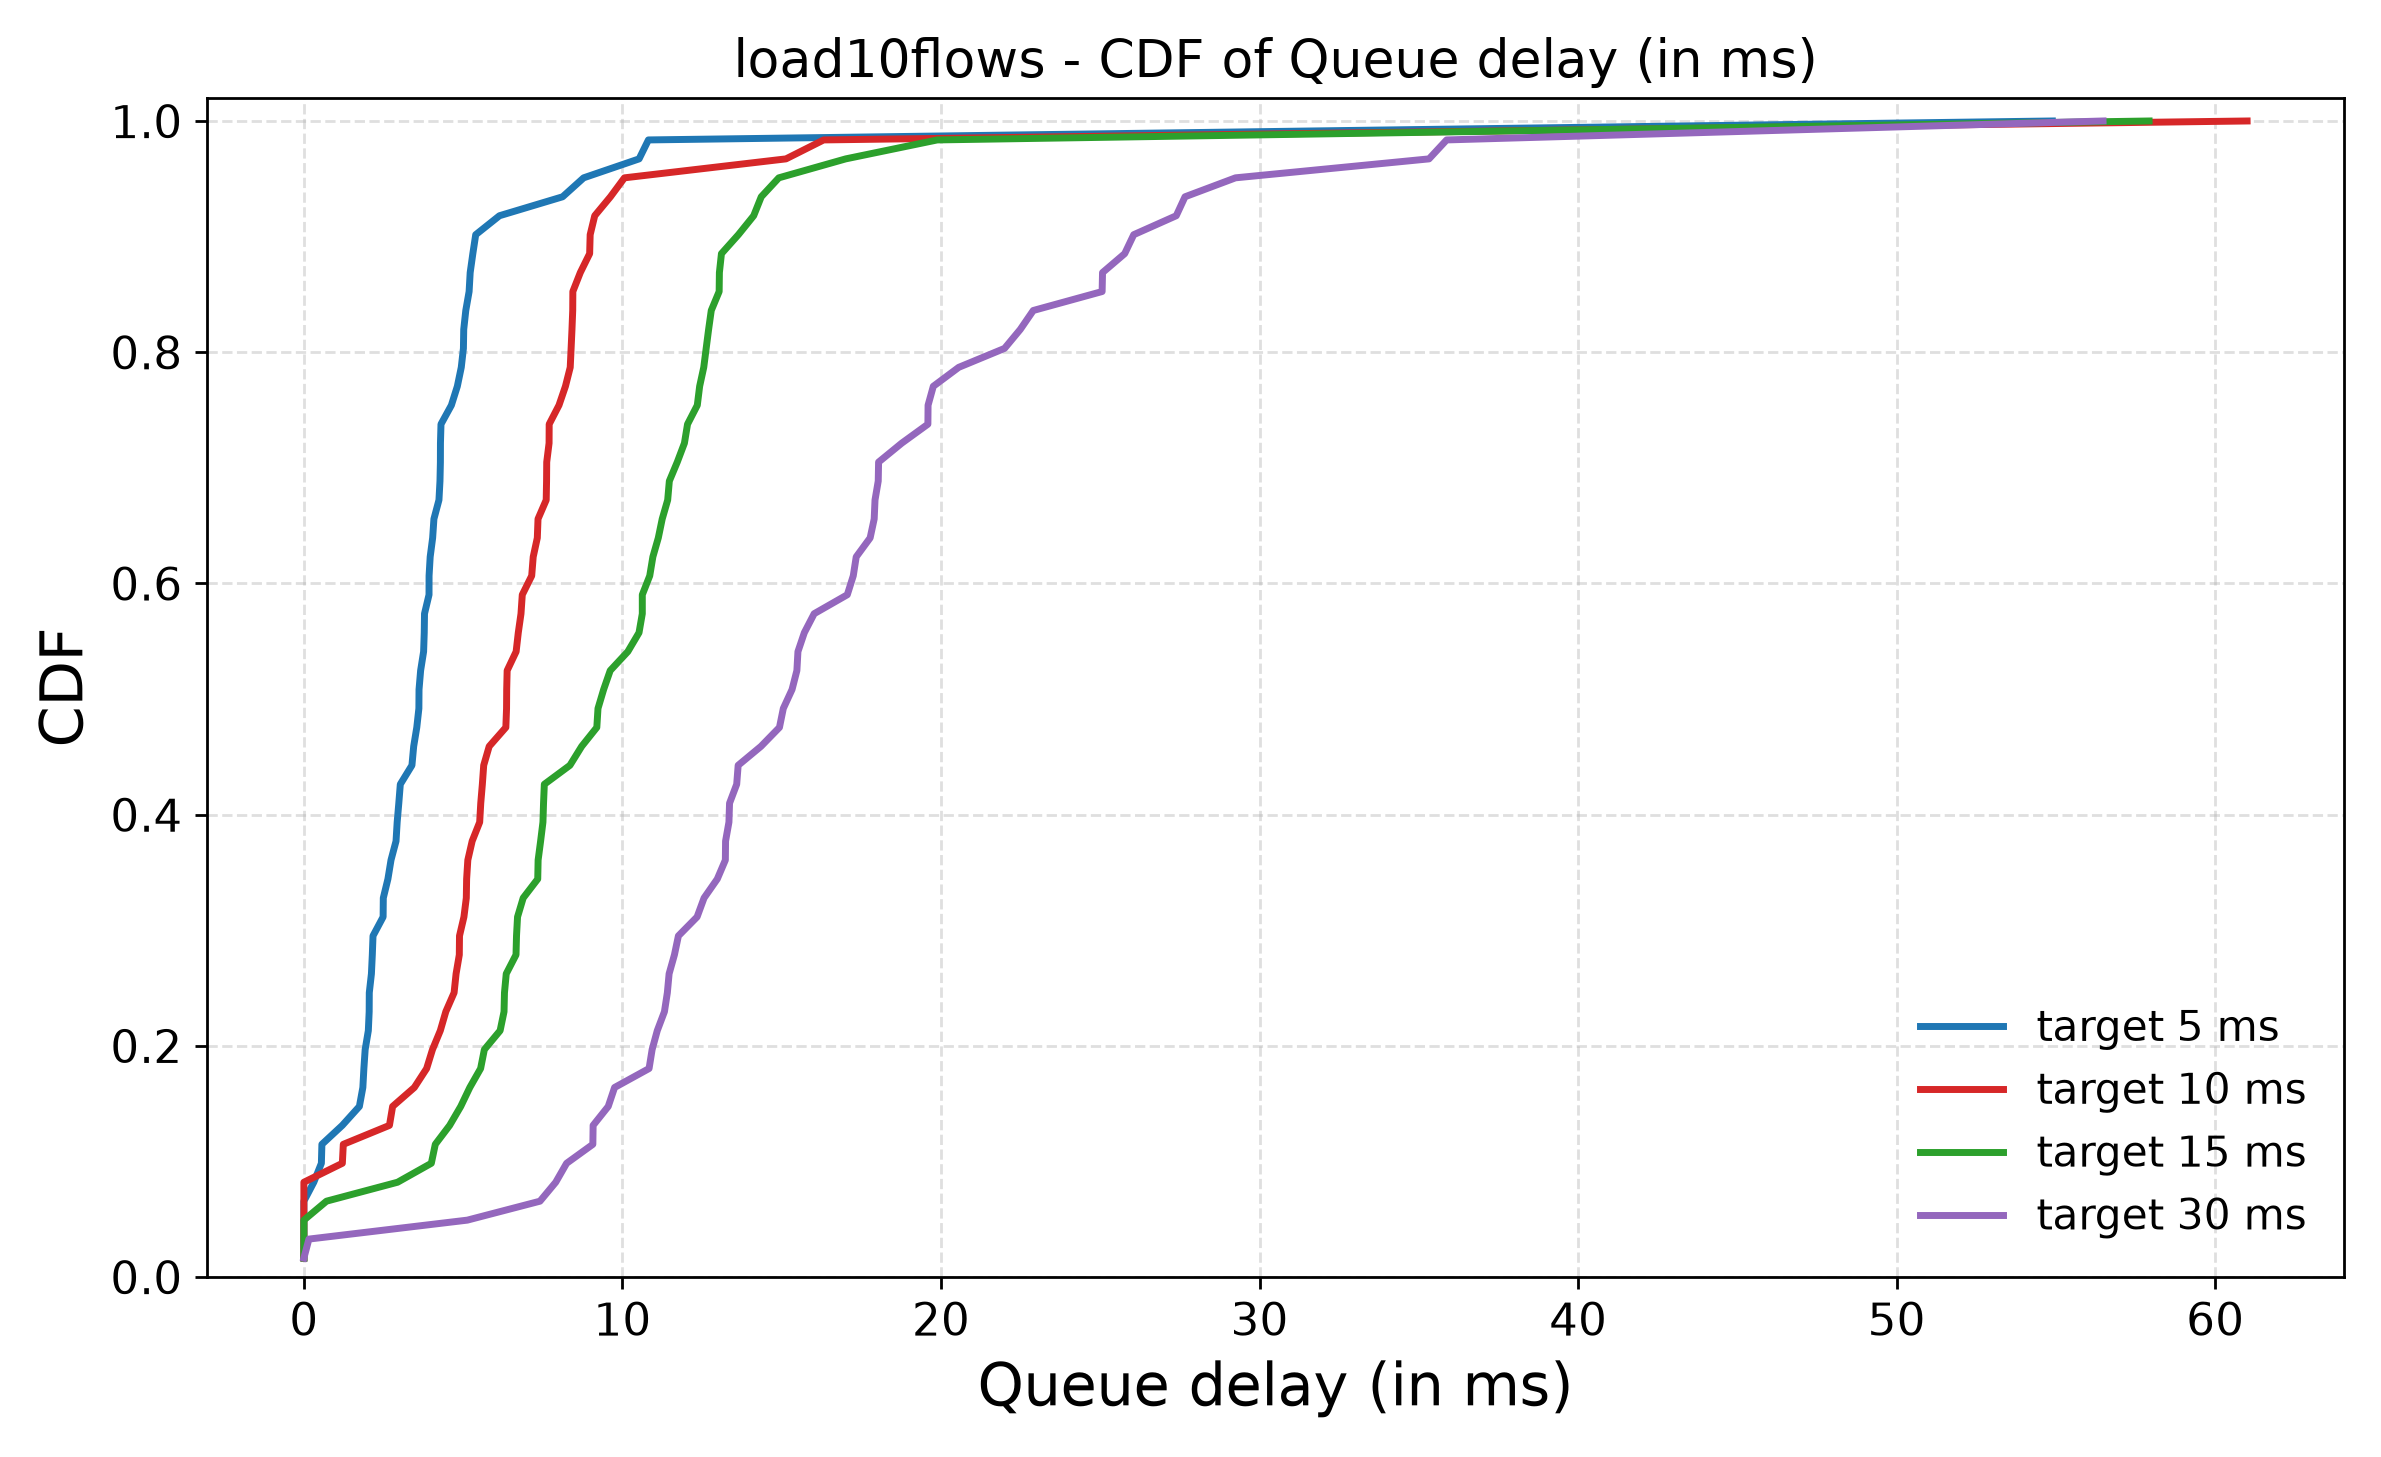 load10flows - CDF of Queue delay (in ms)
1.0
0.8
0.6
0.4
0.2
0.0
CDF
0 10 20 30 40 50 60
Queue delay (in ms)
target 5 ms
target 10 ms
target 15 ms
target 30 ms